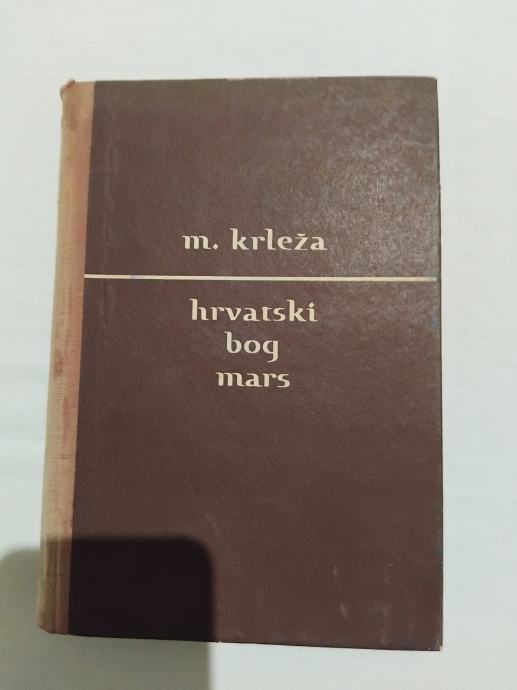 m. krleža
hrvatski
bog
mars